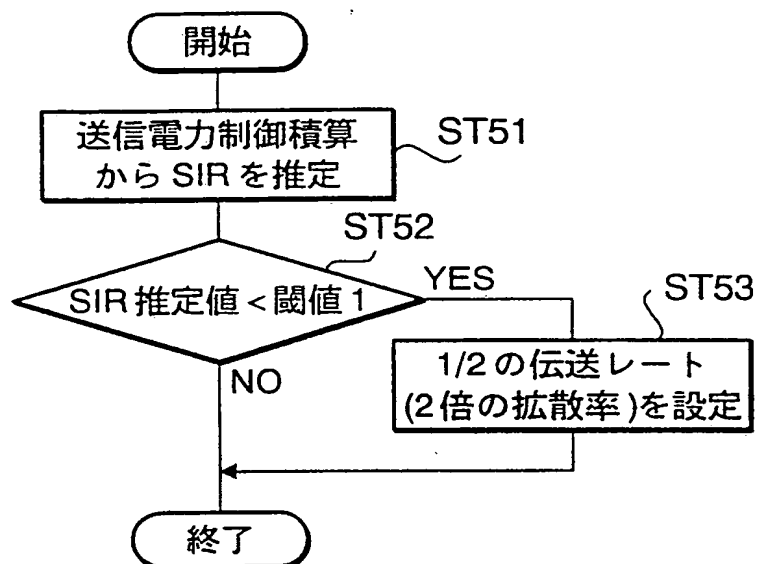 開始
送信電力制御積算
から SIR を推定
ST51
ST52
SIR 推定値 < 閾値 1
YES
ST53
1/2 の伝送レート
(2 倍の拡散率)を設定
NO
終了